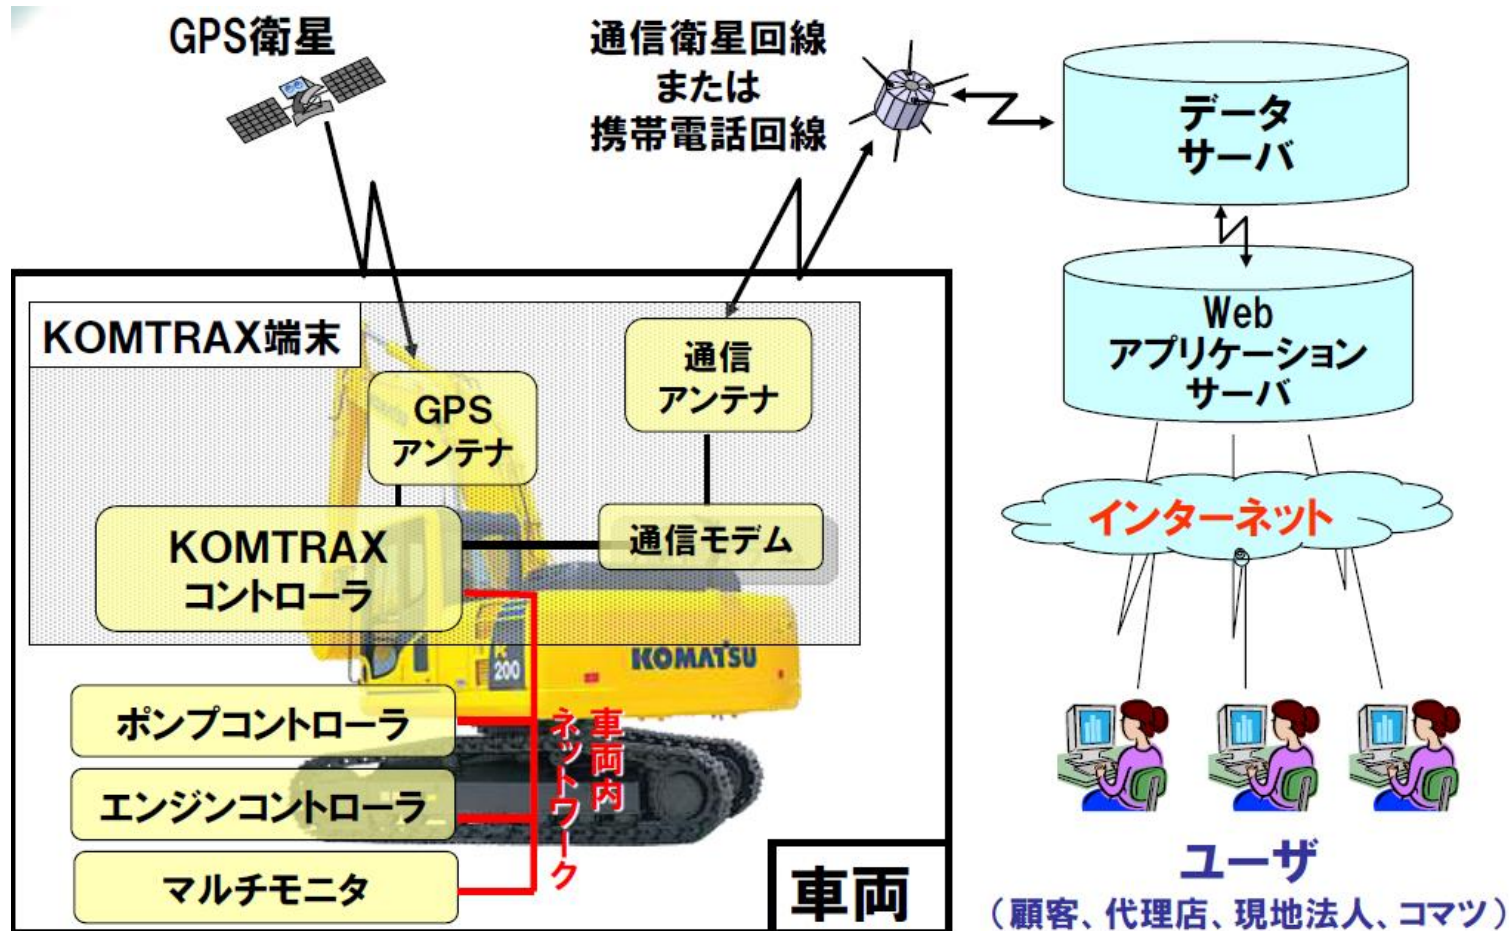 GPS衛星
通信衛星回線
または
携帯電話回線
データ
サーバ
Web
アプリケーション
サーバ
KOMTRAX端末
通信
アンテナ
GPS
アンテナ
KOMTRAX
コントローラ
通信モデム
インターネット
KOMATSU
PC
200
ポンプコントローラ
エンジンコントローラ
マルチモニタ
車両内
ネットワーク
車両
ユーザ
（顧客、代理店、現地法人、コマツ）